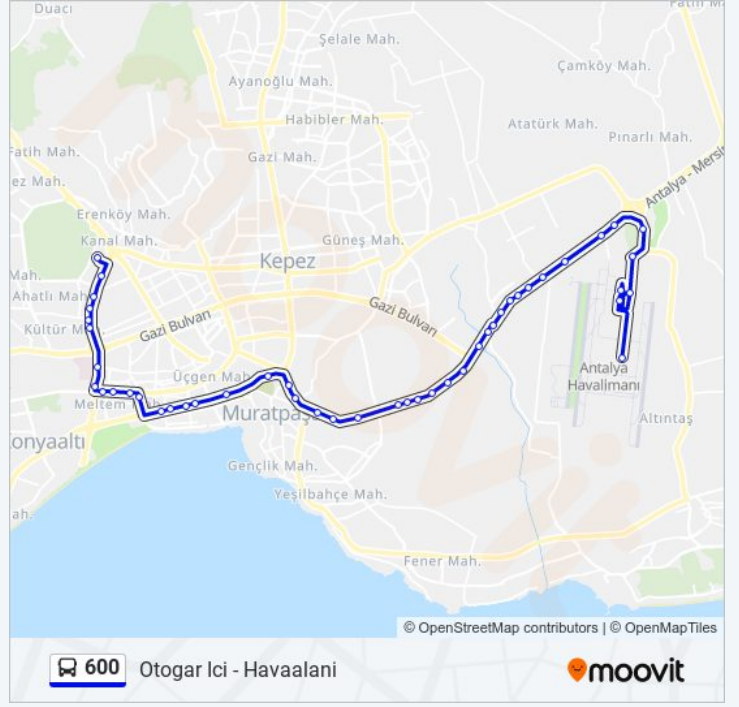 Duacı
Fatih M
Şelale Mah.
Çamköy Mah.
Ayanoğlu Mah.
Habibler Mah.
Atatürk Mah.
Pınarlı Mah.
Fatih Mah.
Gazi Mah.
Antalya - Mersin
ez Mah.
Erenköy Mah.
Kanal Mah.
Güneş Mah.
Kepez
Mah.
Ahatlı Mah
Gazi Bulvarı
Gazi Bulvarı
Kültür M
Antalya
Havalimanı
Üçgen Mah
Meltem
Muratpaş
Altıntaş
onyaaltı
Gençlik Mah.
Yeşilbahçe Mah.
ah.
Fener Mah.
© OpenStreetMap contributors | © OpenMapTiles
600 Otogar Ici - Havaalani
moovit